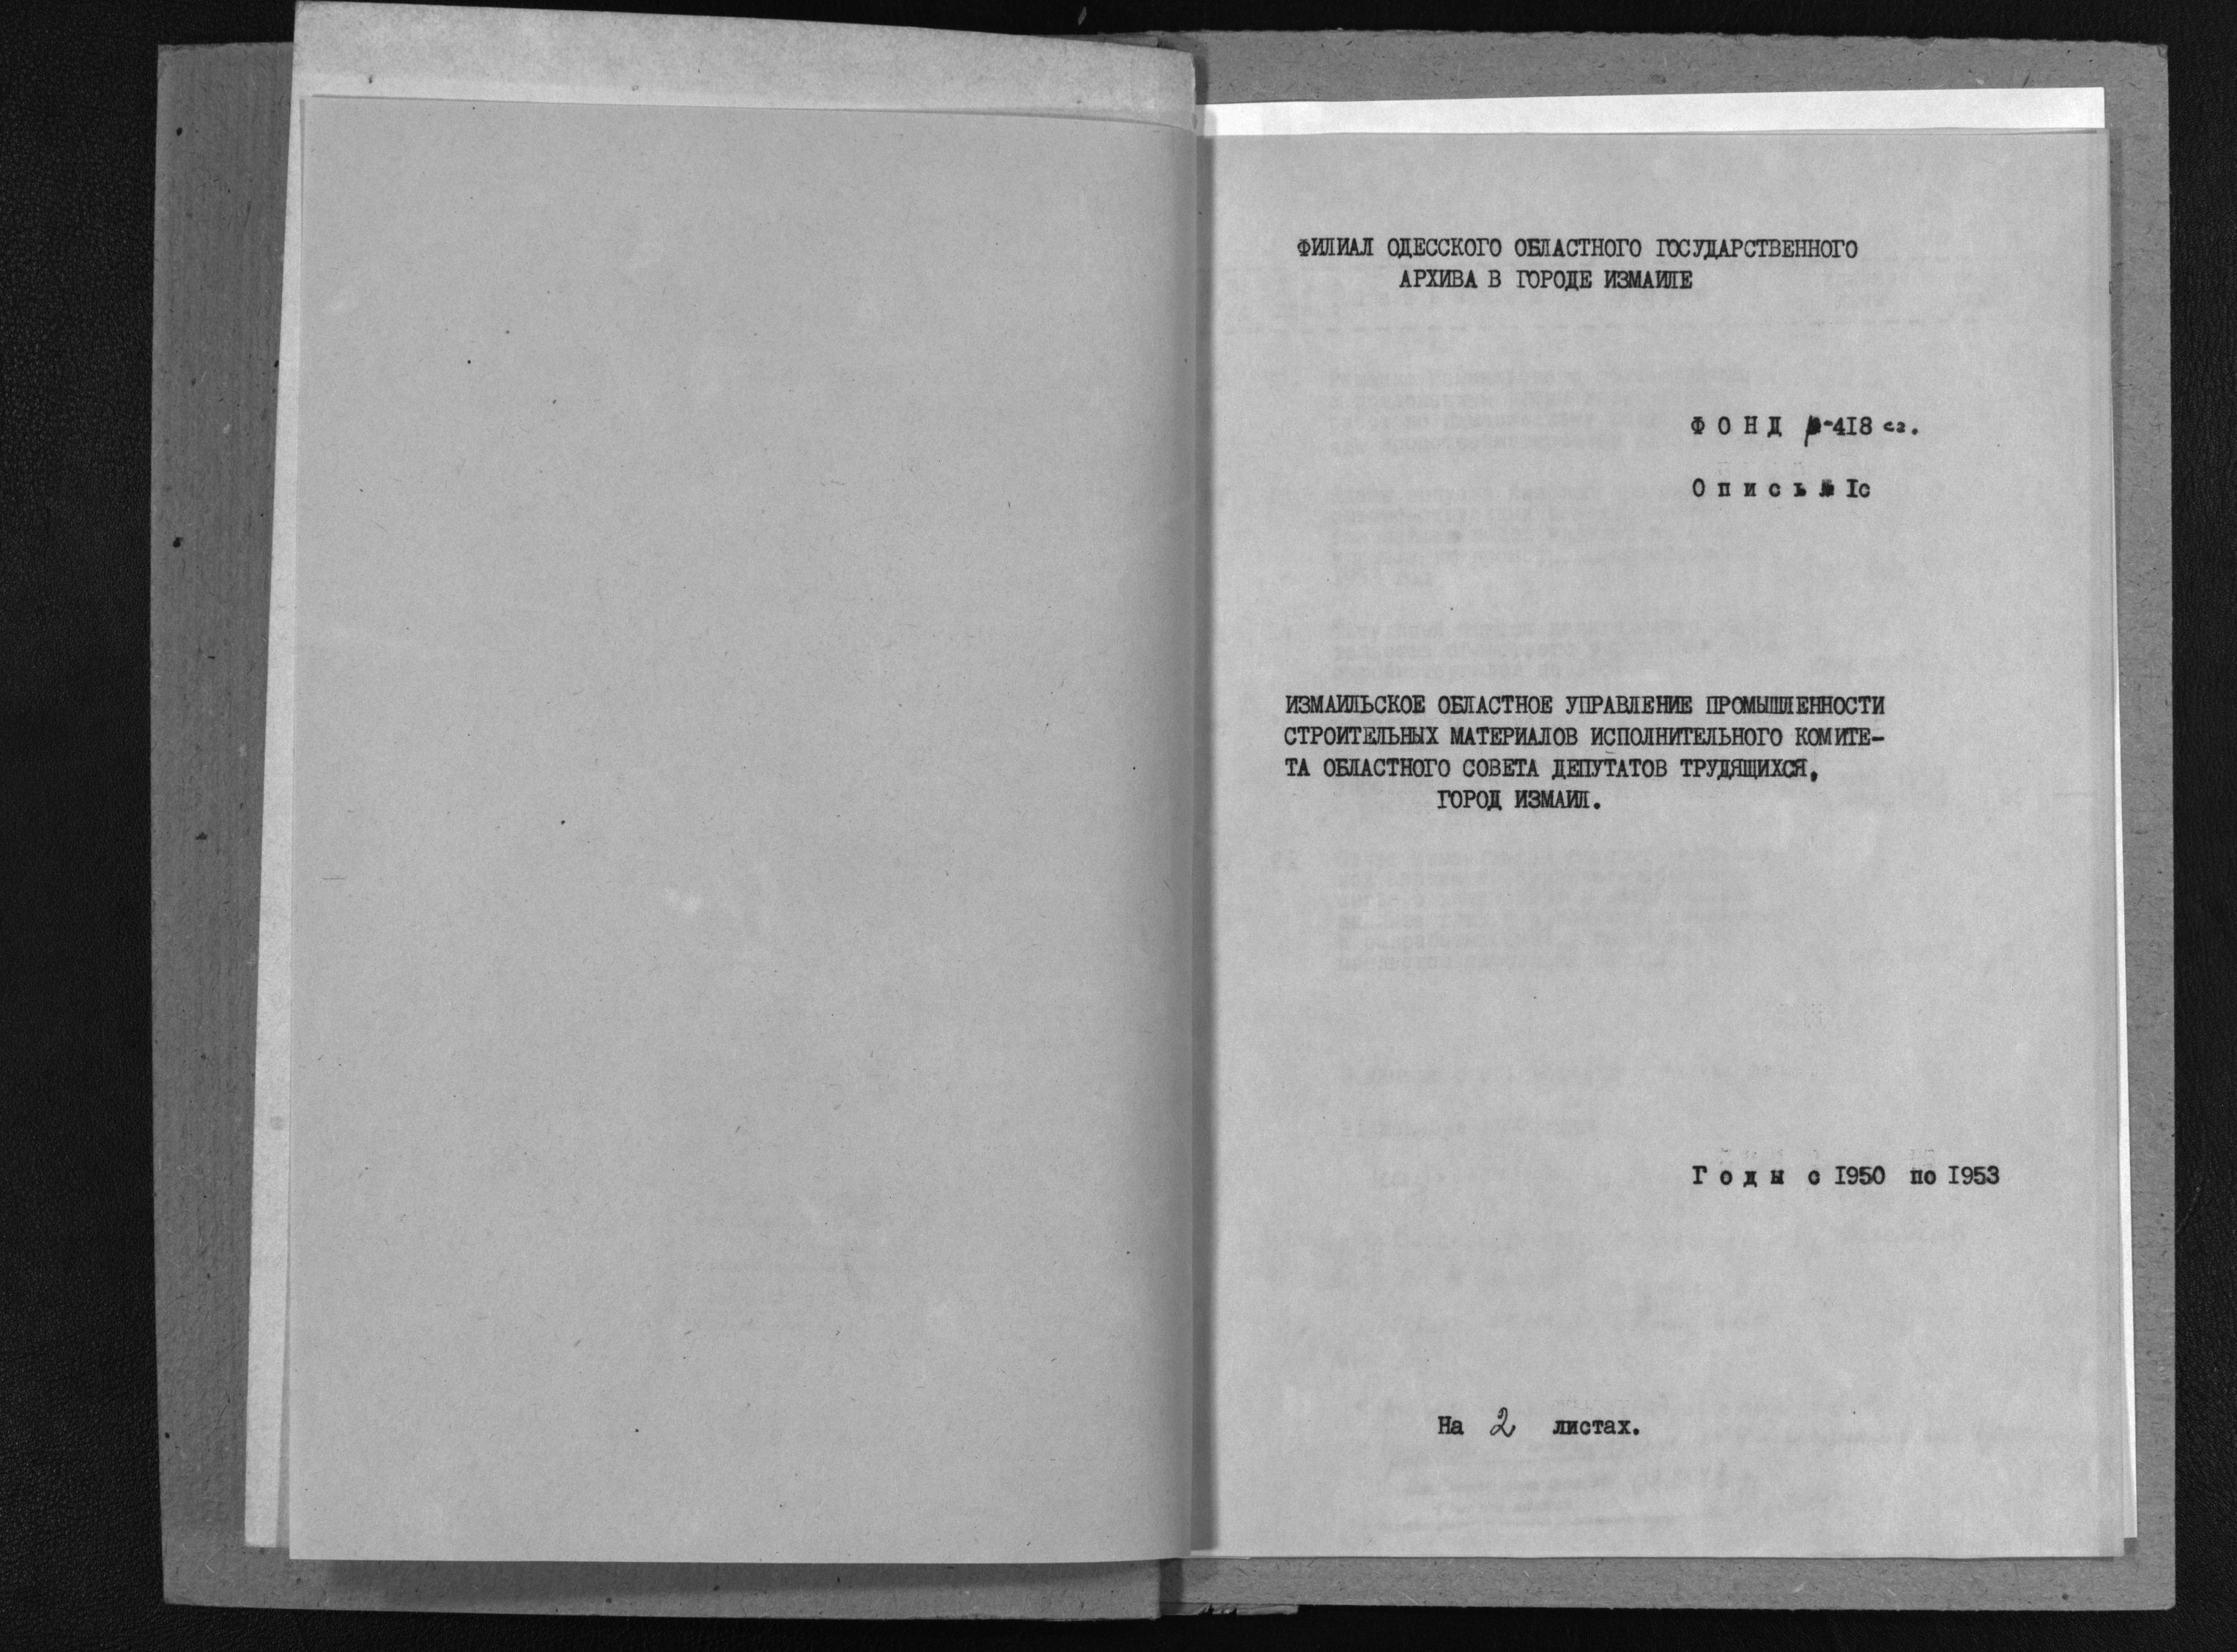 ФИЛИАЛ ОДЕССКОГО ОБЛАСТНОГО ГОСУДАРСТВЕННОГО
АРХИВА В ГОРОДЕ ИЗМАИЛЕ
Ф О Н Д -418 сг.
О п и с ь № Iс
ИЗМАИЛЬСКОЕ ОБЛАСТНОЕ УПРАВЛЕНИЕ ПРОМЫШЛЕННОСТИ
СТРОИТЕЛЬНЫХ МАТЕРИАЛОВ ИСПОЛНИТЕЛЬНОГО КОМИТЕ-
ТА ОБЛАСТНОГО СОВЕТА ДЕПУТАТОВ ТРУДЯЩИХСЯ,
ГОРОД ИЗМАИЛ.
Г о д ы с I950 по I953
На 2 листах.